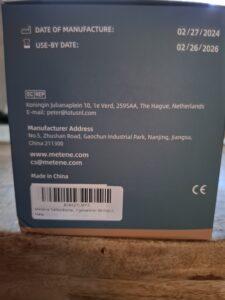 DATE OF MANUFACTURE: 02/27/2024
USE-BY DATE: 02/26/2026
EC REP
Koningin Julianaplein 10, 1e Verd, 2595AA, The Hague, Netherlands
E-mail: peter@lotusnl.com
Manufacturer Address
No.5, Zhushan Road, Gaochun Industrial Park, Nanjing, Jiangsu,
China 211300
www.metene.com
cs@metene.com
Made in China
CE